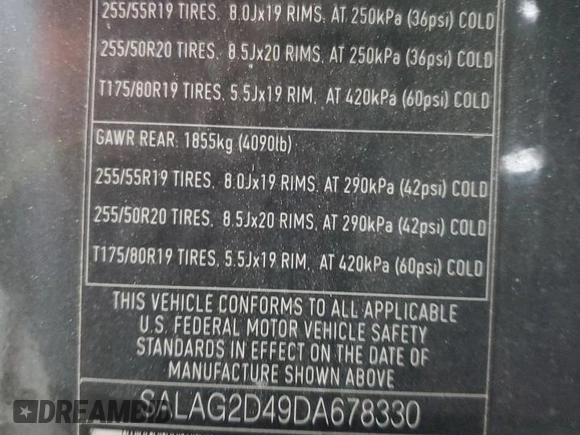 255/55R19 TIRES, 8.0Jx19 RIMS, AT 250kPa (36psi) COLD
255/50R20 TIRES, 8.5Jx20 RIMS, AT 250kPa (36psi) COLD
T175/80R19 TIRES, 5.5Jx19 RIM, AT 420kPa (60psi) COLD
GAWR REAR: 1855kg (4090lb)
255/55R19 TIRES, 8.0Jx19 RIMS, AT 290kPa (42psi) COLD
255/50R20 TIRES, 8.5Jx20 RIMS, AT 290kPa (42psi) COLD
T175/80R19 TIRES, 5.5Jx19 RIM, AT 420kPa (60psi) COLD
THIS VEHICLE CONFORMS TO ALL APPLICABLE
U.S. FEDERAL MOTOR VEHICLE SAFETY
STANDARDS IN EFFECT ON THE DATE OF
MANUFACTURE SHOWN ABOVE
SALAG2D49DA678330
DREAMBID